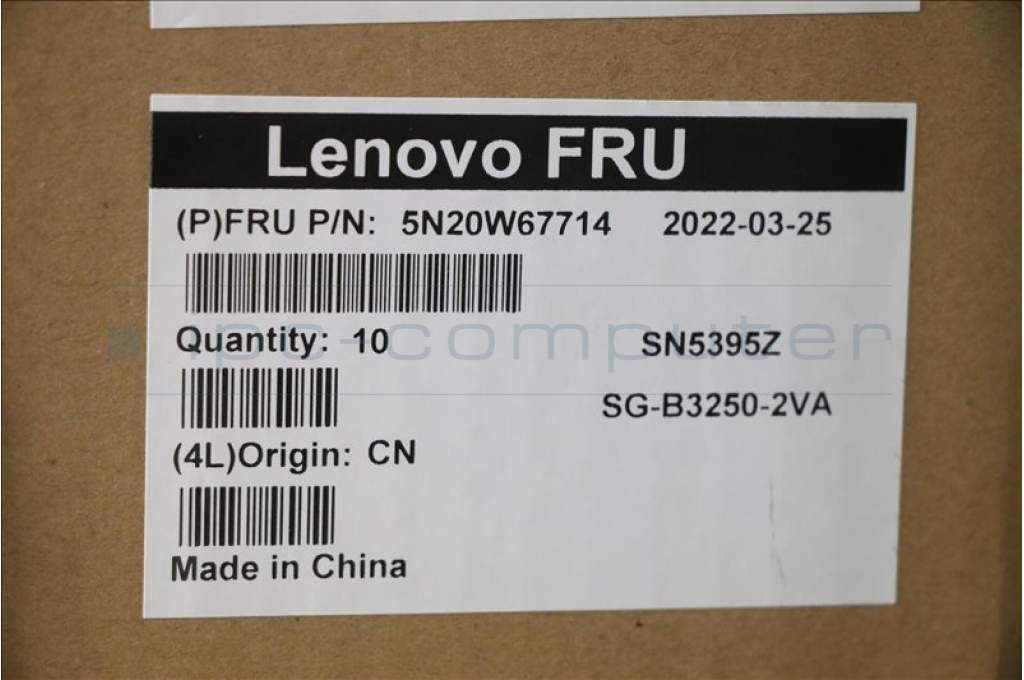 Lenovo FRU
(P)FRU P/N: 5N20W67714 2022-03-25
ipc-computer
Quantity: 10 SN5395Z
SG-B3250-2VA
(4L)Origin: CN
Made in China